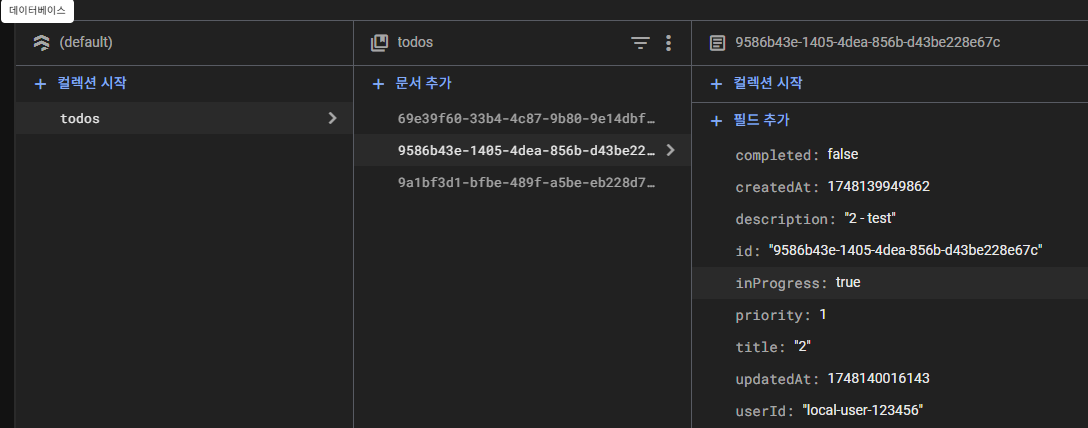 데이터베이스
(default)
todos
9586b43e-1405-4dea-856b-d43be228e67c
+ 컬렉션 시작
+ 문서 추가
+ 컬렉션 시작
todos
69e39f60-33b4-4c87-9b80-9e14dbf…
9586b43e-1405-4dea-856b-d43be22…
9a1bf3d1-bfbe-489f-a5be-eb228d7…
+ 필드 추가
completed: false
createdAt: 1748139949862
description: "2 - test"
id: "9586b43e-1405-4dea-856b-d43be228e67c"
inProgress: true
priority: 1
title: "2"
updatedAt: 1748140016143
userId: "local-user-123456"